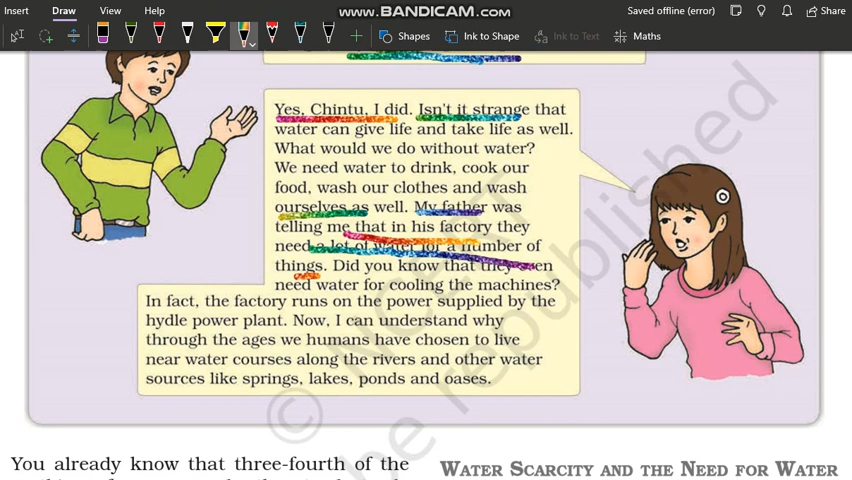 Insert Draw View Help
WWW.BANDICAM.COM
Saved offline (error)
Share
Shapes
Ink to Shape
Ink to Text
Maths
Yes, Chintu, I did. Isn't it strange that
water can give life and take life as well.
What would we do without water?
We need water to drink, cook our
food, wash our clothes and wash
ourselves as well. My father was
telling me that in his factory they
need a lot of water for a number of
things. Did you know that they even
need water for cooling the machines?
In fact, the factory runs on the power supplied by the
hydle power plant. Now, I can understand why
through the ages we humans have chosen to live
near water courses along the rivers and other water
sources like springs, lakes, ponds and oases.
© NCERT
be republished
You already know that three-fourth of the
WATER SCARCITY AND THE NEED FOR WATER